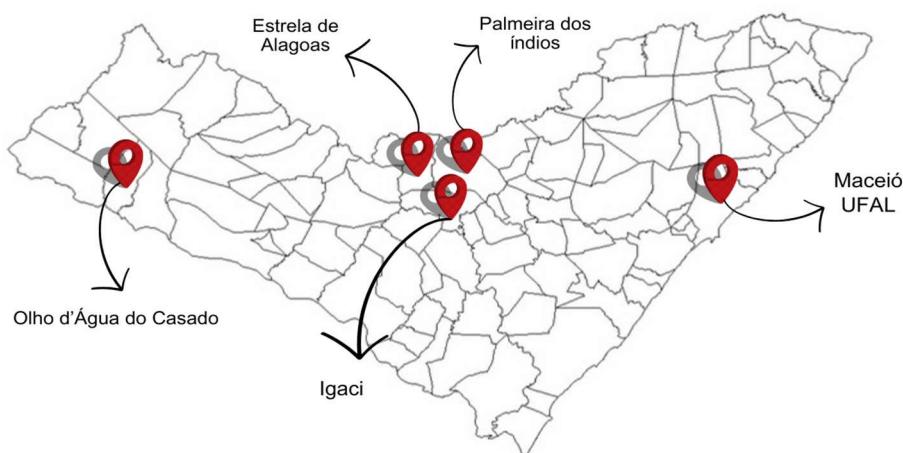 Estrela de
Alagoas
Palmeira dos
índios
Maceió
UFAL
Olho d’Água do Casado
Igaci